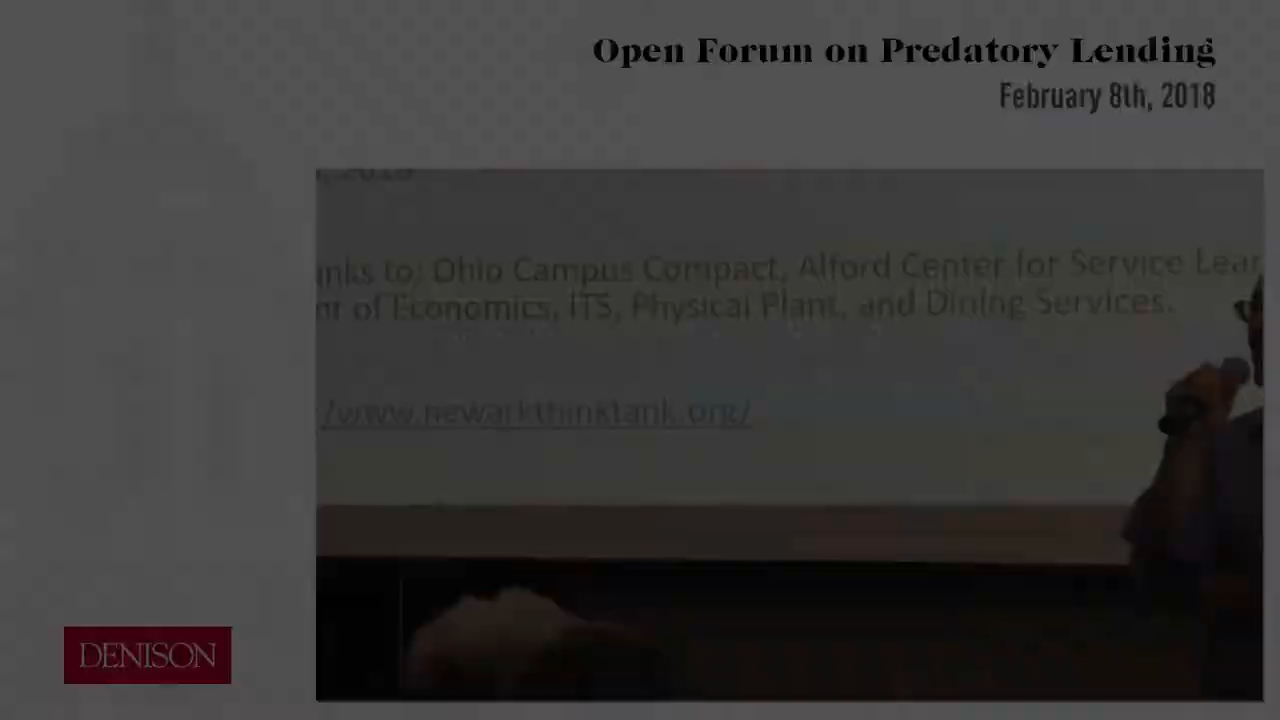 Open Forum on Predatory Lending
February 8th, 2018
, 2018
nks to: Ohio Campus Compact, Alford Center for Service Lear
nt of Economics, ITS, Physical Plant, and Dining Services.
/www.newarkthinktank.org/
DENISON